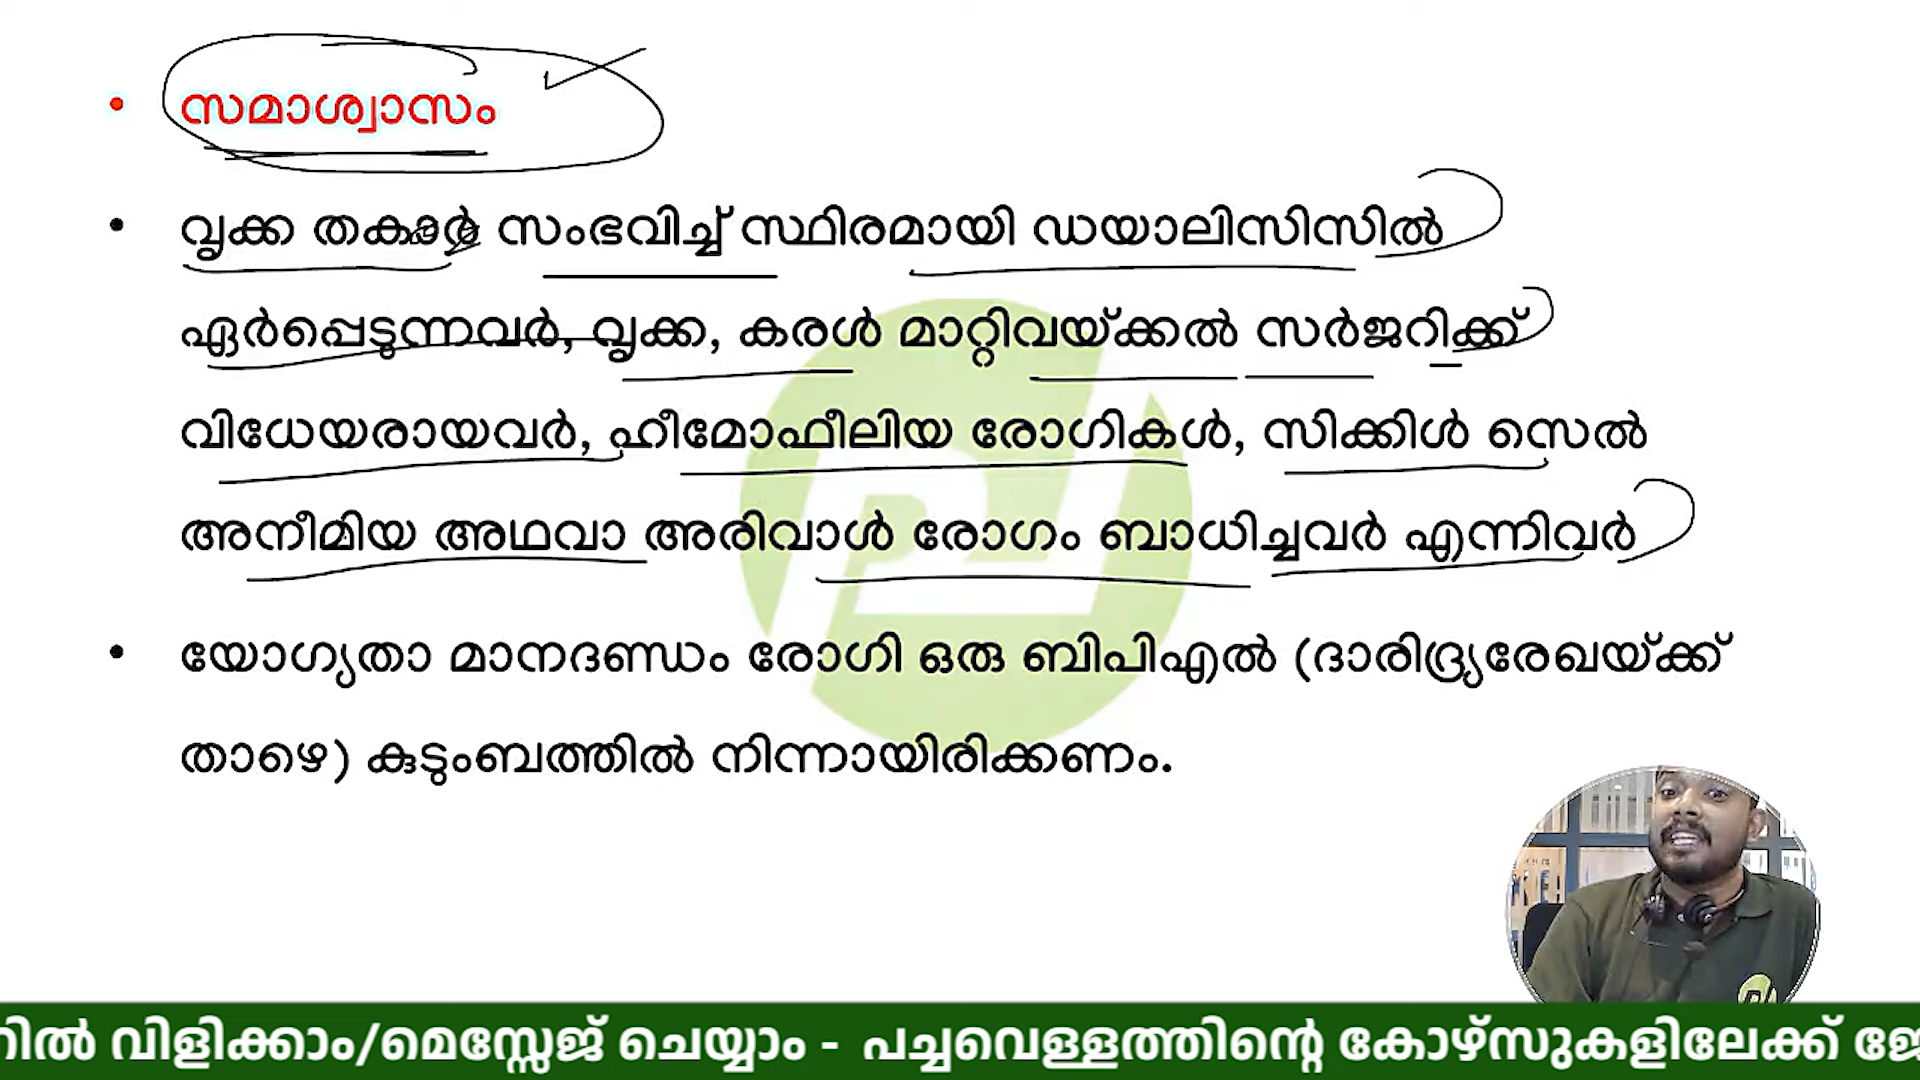 സമാശ്വാസം
വൃക്ക തകരാർ സംഭവിച്ച് സ്ഥിരമായി ഡയാലിസിസിൽ
ഏർപ്പെടുന്നവർ, വൃക്ക, കരൾ മാറ്റിവയ്ക്കൽ സർജറിക്ക്
വിധേയരായവർ, ഹീമോഫീലിയ രോഗികൾ, സിക്കിൾ സെൽ
അനീമിയ അഥവാ അരിവാൾ രോഗം ബാധിച്ചവർ എന്നിവർ
യോഗ്യതാ മാനദണ്ഡം രോഗി ഒരു ബിപിഎൽ (ദാരിദ്ര്യരേഖയ്ക്ക്
താഴെ) കുടുംബത്തിൽ നിന്നായിരിക്കണം.
വിളിക്കാം/മെസ്സേജ് ചെയ്യാം - പച്ചവെള്ളത്തിന്റെ കോഴ്സുകളിലേക്ക്